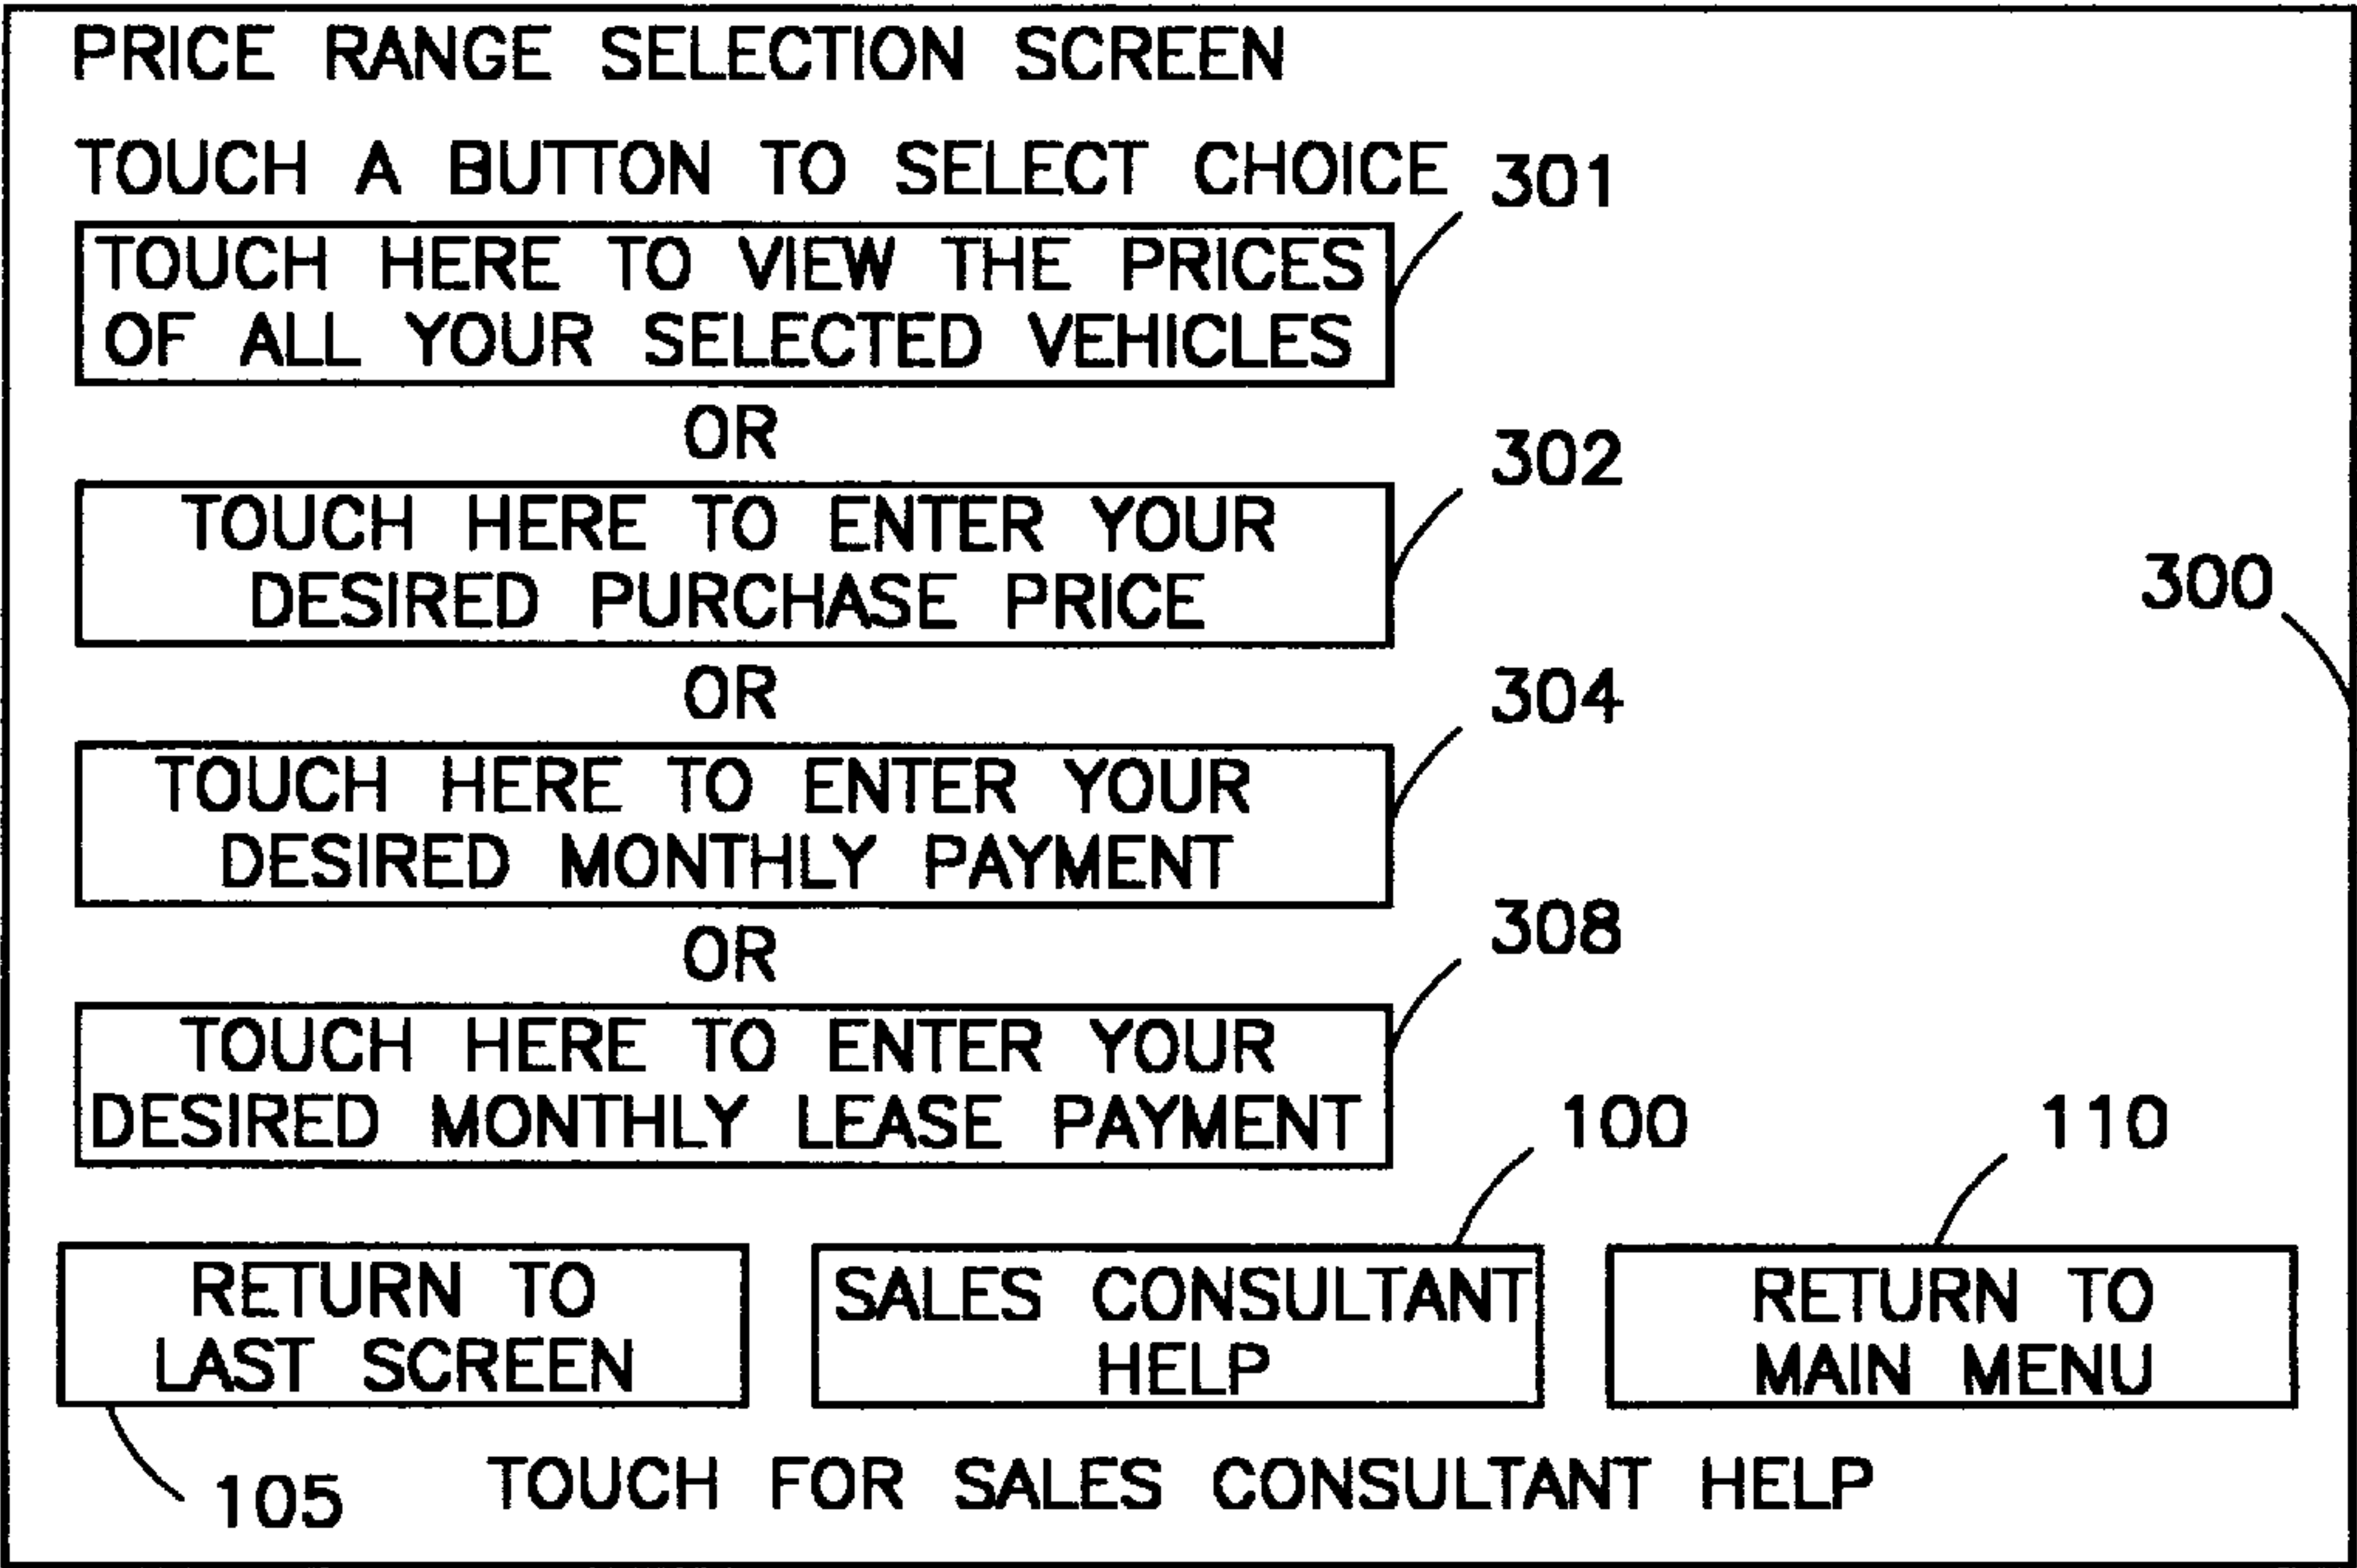 PRICE RANGE SELECTION SCREEN
TOUCH A BUTTON TO SELECT CHOICE
301
TOUCH HERE TO VIEW THE PRICES
OF ALL YOUR SELECTED VEHICLES
OR
302
TOUCH HERE TO ENTER YOUR
DESIRED PURCHASE PRICE
300
OR
304
TOUCH HERE TO ENTER YOUR
DESIRED MONTHLY PAYMENT
OR
308
TOUCH HERE TO ENTER YOUR
DESIRED MONTHLY LEASE PAYMENT
100
110
RETURN TO
LAST SCREEN
SALES CONSULTANT
HELP
RETURN TO
MAIN MENU
105
TOUCH FOR SALES CONSULTANT HELP